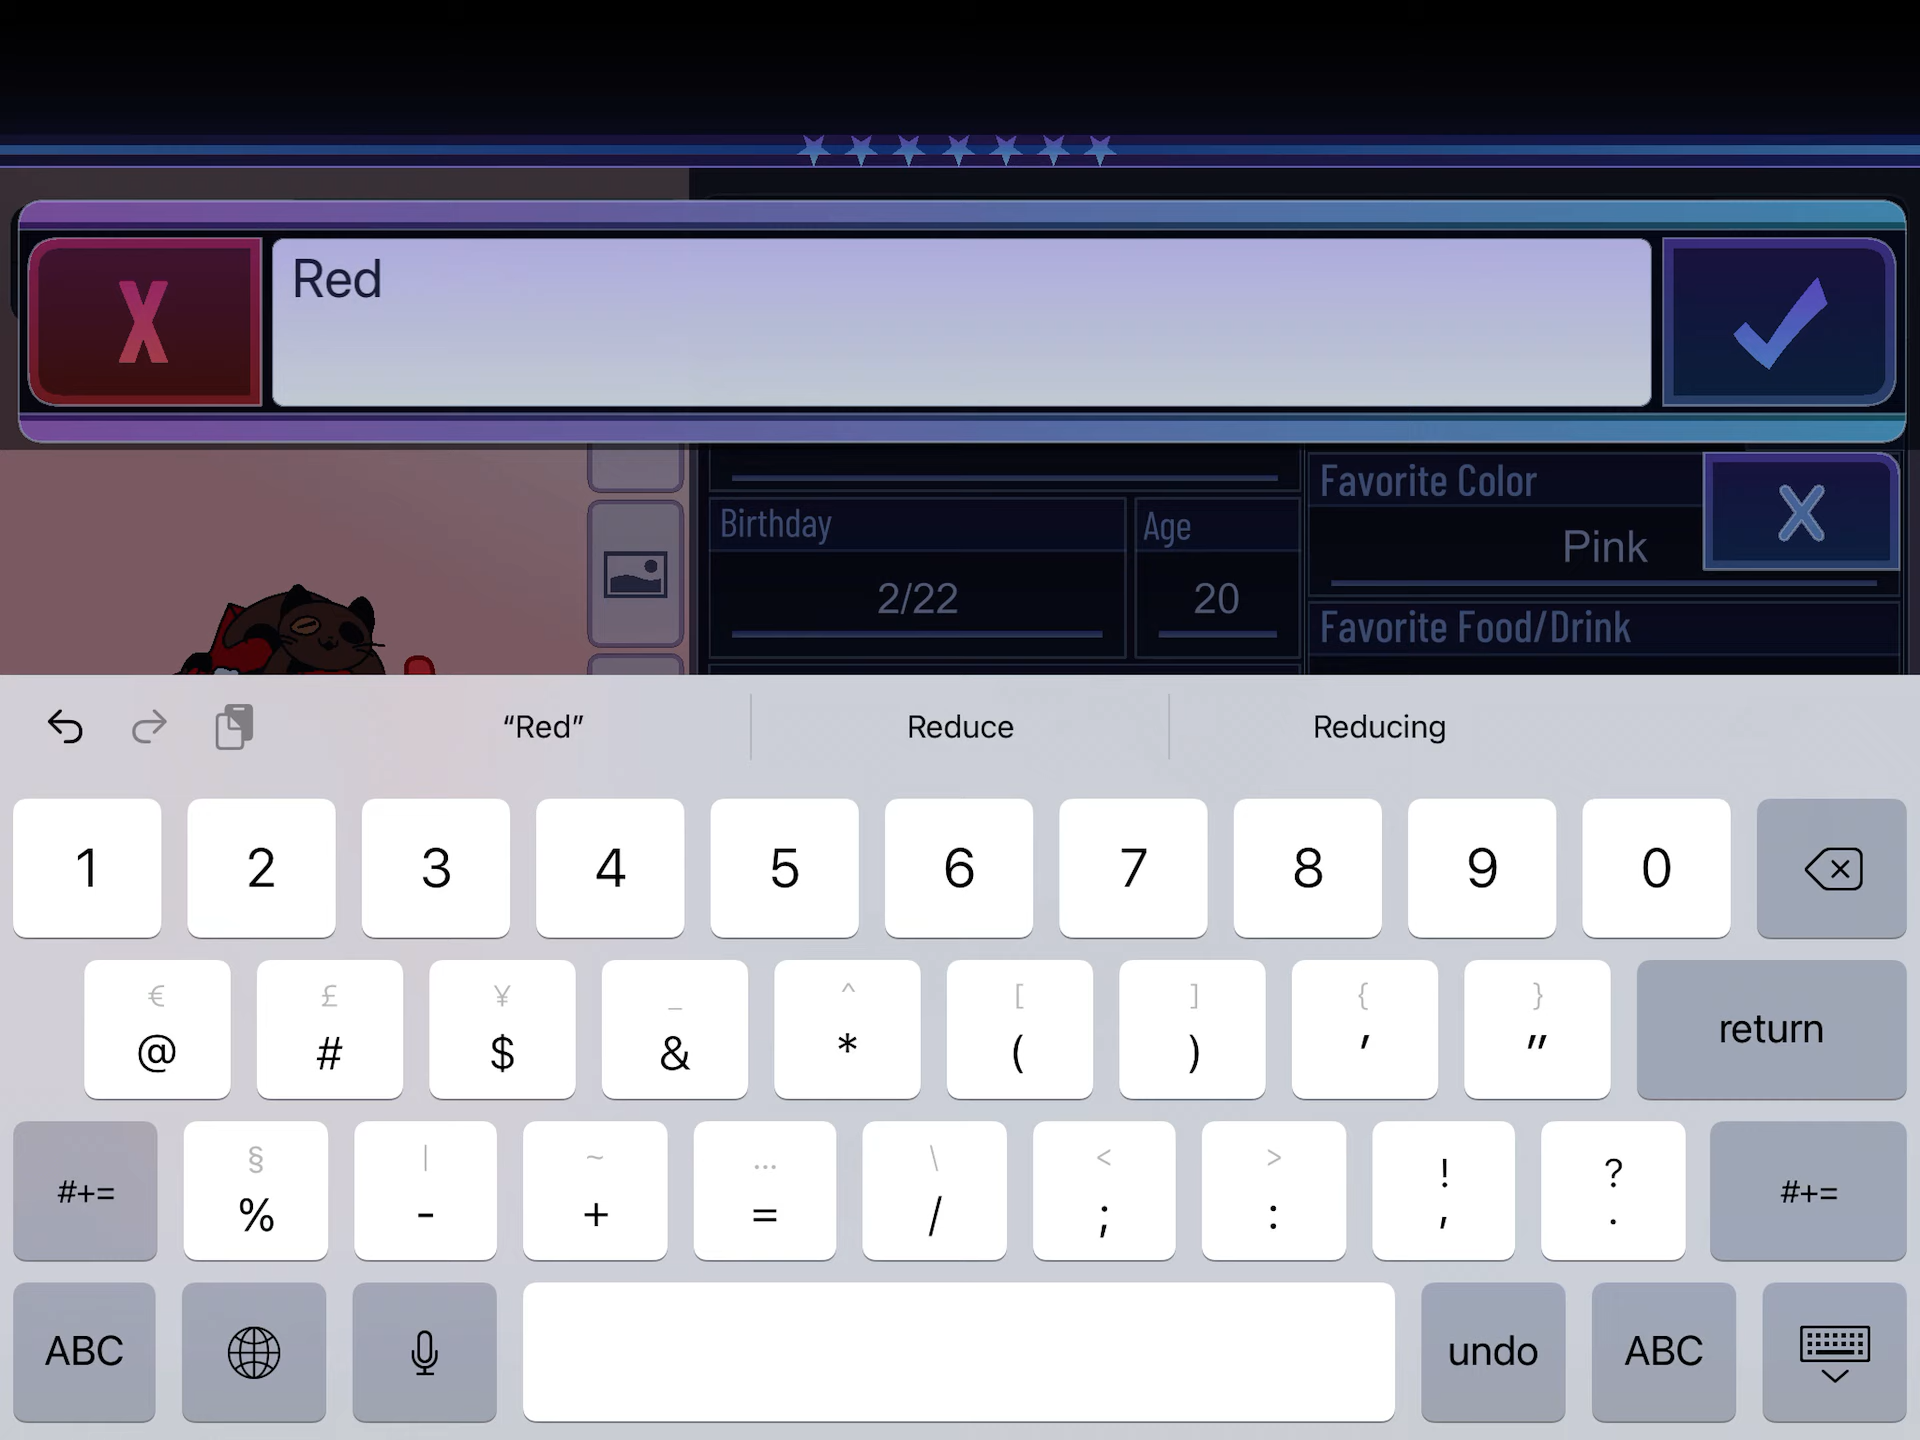 X
Red
Favorite Color
X
Birthday
Age
Pink
2/22
20
Favorite Food/Drink
“Red”
Reduce
Reducing
1 2 3 4 5 6 7 8 9 0
€ £ ¥ _ ^ [ ] { }
@ # $ & * ( ) ' " return
§ | ~ … \ < > ! ?
#+= % - + = / ; : , . #+=
ABC undo ABC